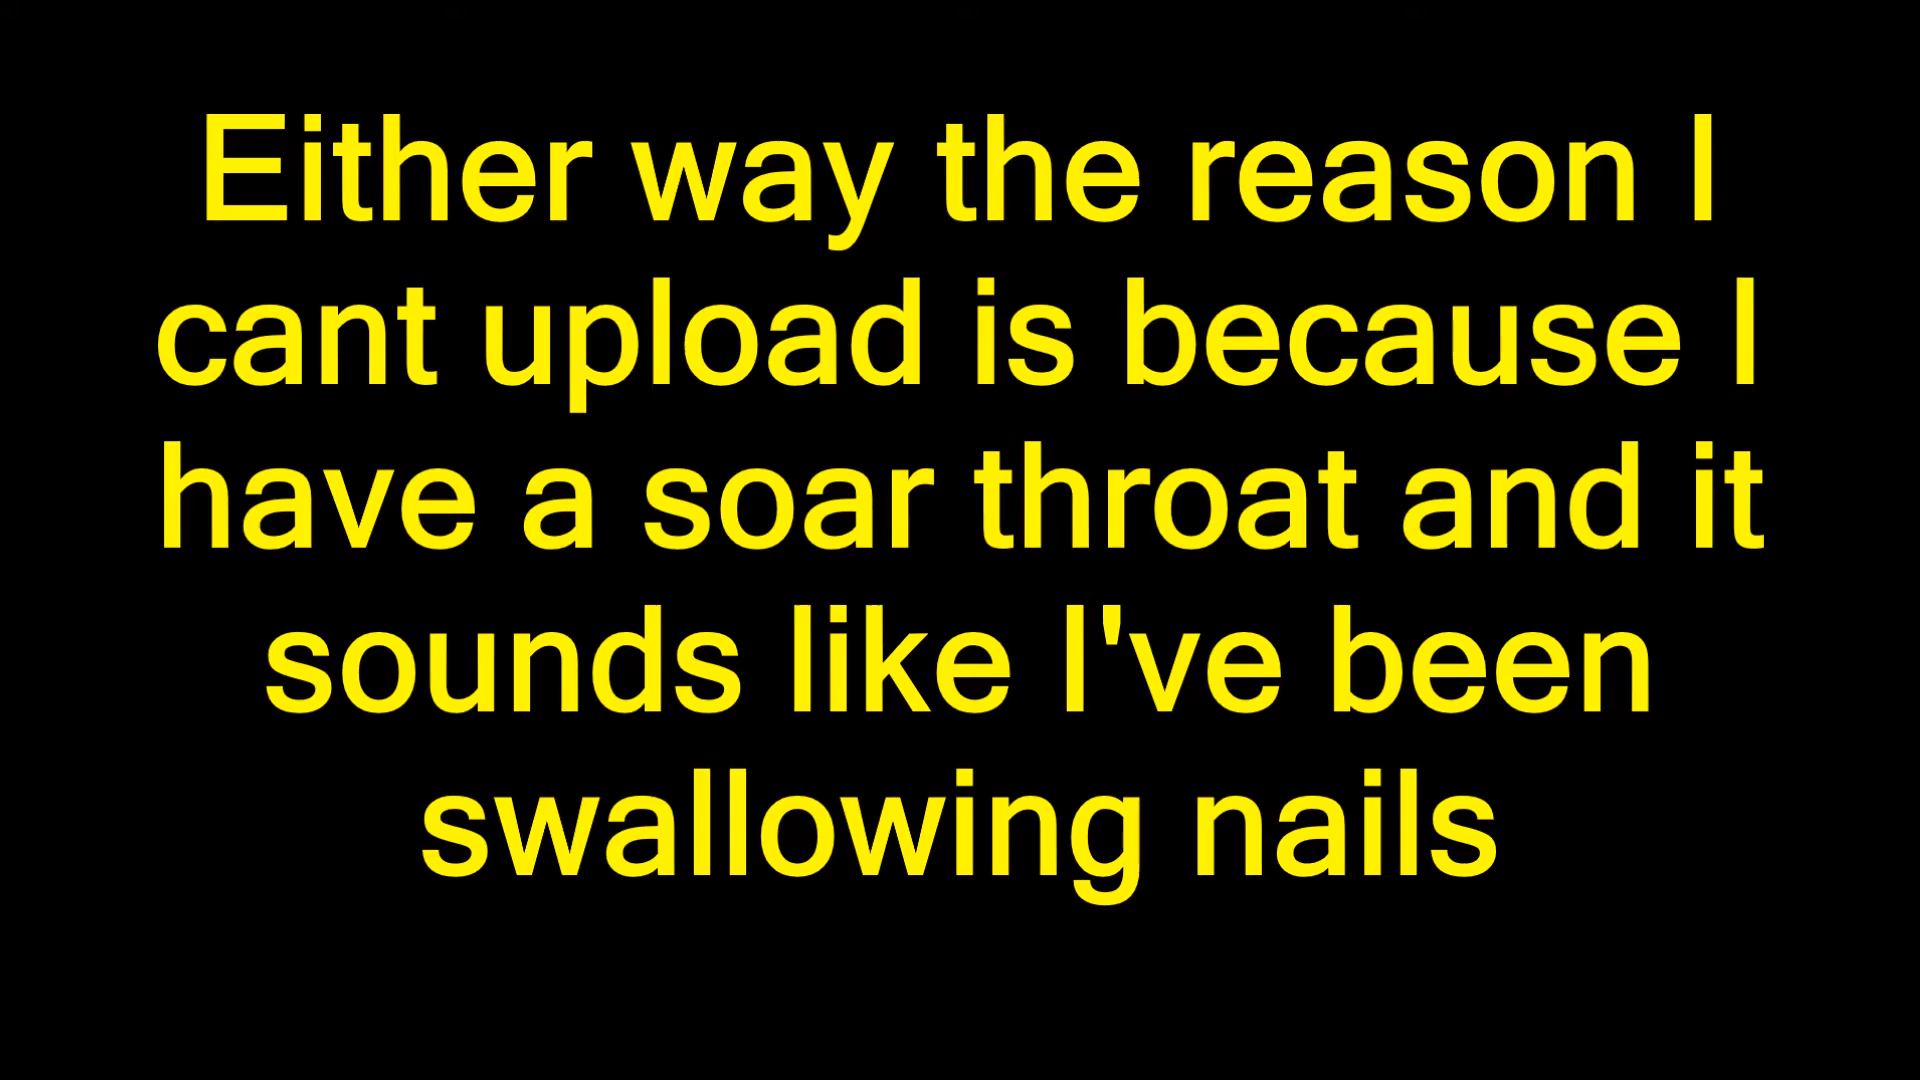 Either way the reason I
cant upload is because I
have a soar throat and it
sounds like I've been
swallowing nails